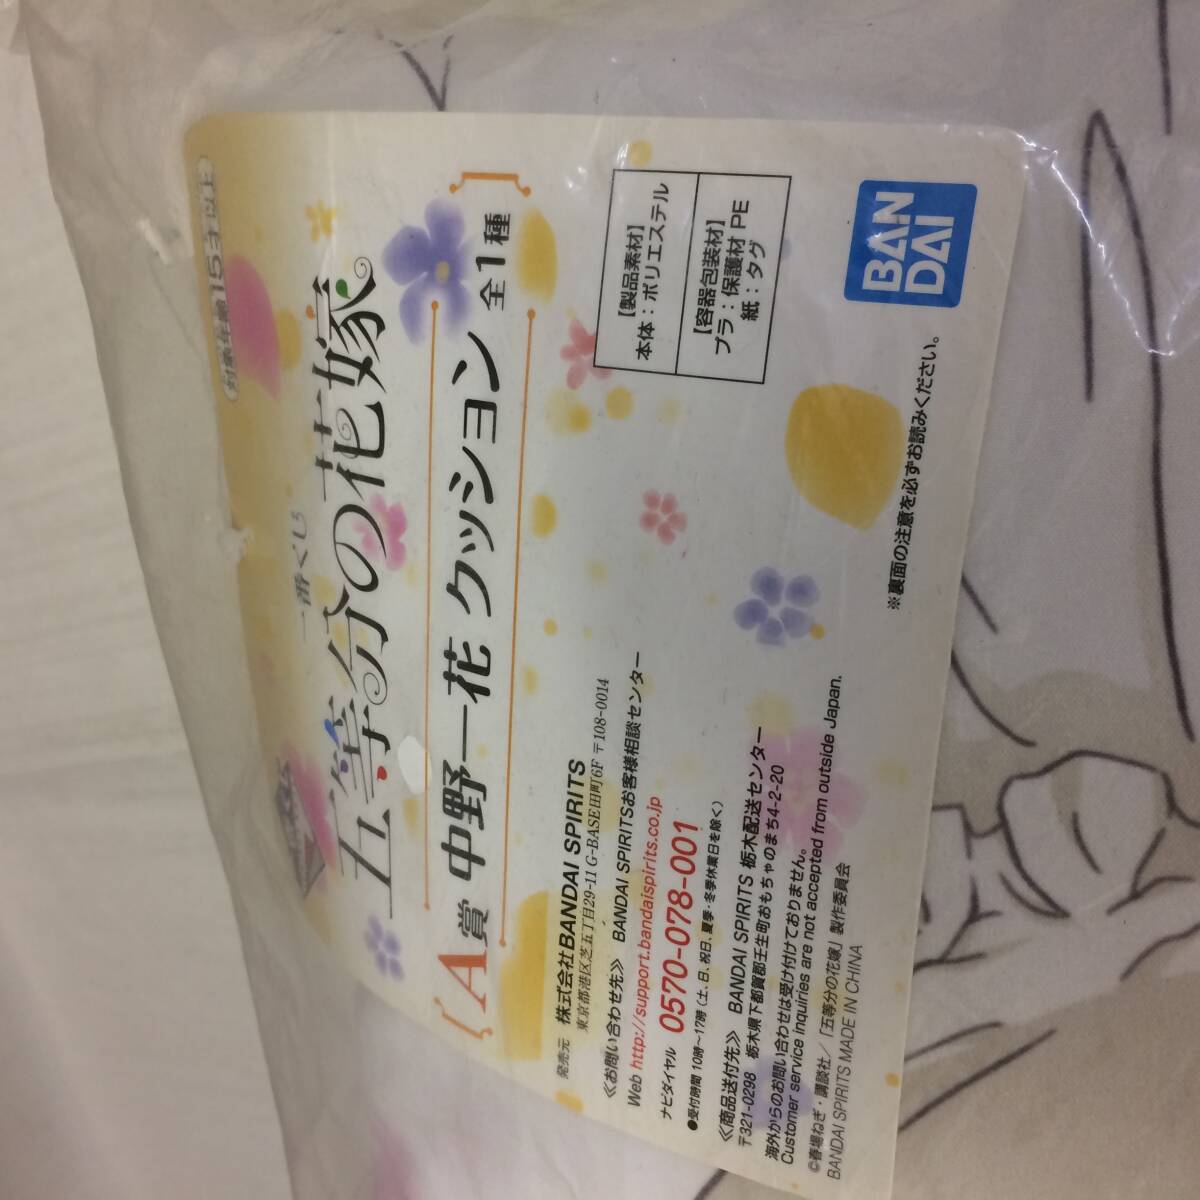 対象年齢15才以上
一番くじ
五等分の花嫁
A賞 中野一花 クッション 全1種
発売元 株式会社BANDAI SPIRITS
東京都港区芝五丁目29-11 G-BASE田町6F 〒108-0014
≪お問い合わせ先≫ BANDAI SPIRITSお客様相談センター
Web http://support.bandaispirits.co.jp
ナビダイヤル 0570-078-001
●受付時間 10時〜17時(土、日、祝日、夏季・冬季休業日を除く)
≪商品送付先≫ BANDAI SPIRITS 栃木配送センター
〒321-0298 栃木県下都賀郡壬生町おもちゃのまち4-2-20
海外からのお問い合わせは受け付けておりません。
Customer service inquiries are not accepted from outside Japan.
©春場ねぎ・講談社/「五等分の花嫁」製作委員会
BANDAI SPIRITS MADE IN CHINA
【製品素材】
本体:ポリエステル
【容器包装材】
プラ:保護材 PE
紙:タグ
BAN
DAI
※裏面の注意を必ずお読みください。